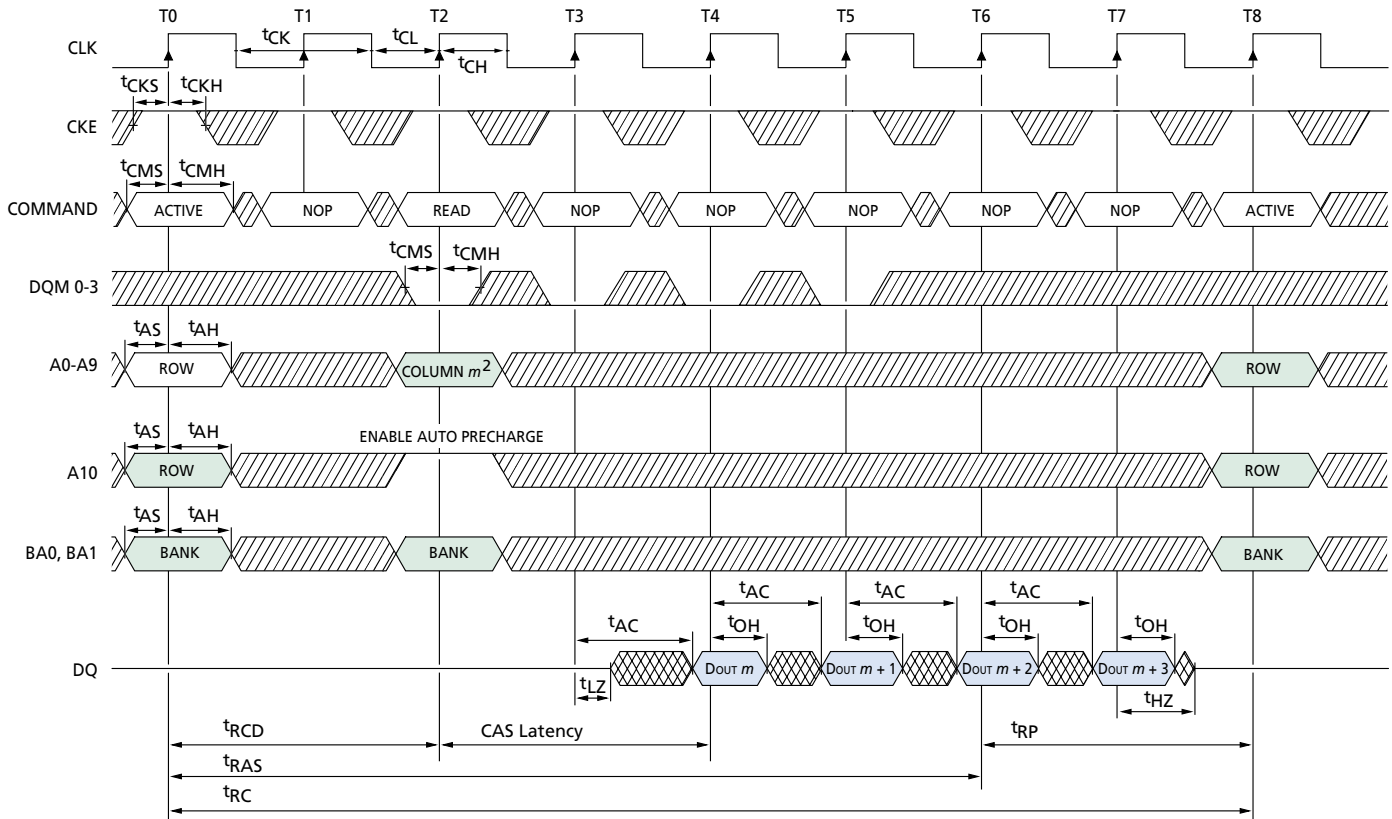 T0 T1 T2 T3 T4 T5 T6 T7 T8
CLK
tCK tCL
tCH
tCKS tCKH
CKE
tCMS tCMH
COMMAND ACTIVE NOP READ NOP NOP NOP NOP NOP ACTIVE
tCMS tCMH
DQM 0-3
tAS tAH
A0-A9 ROW COLUMN m2 ROW
tAS tAH ENABLE AUTO PRECHARGE
A10 ROW ROW
tAS tAH
BA0, BA1 BANK BANK BANK
tAC tAC tAC
tAC tOH tOH tOH tOH
DQ DOUT m DOUT m + 1 DOUT m + 2 DOUT m + 3
tLZ tHZ
tRCD CAS Latency tRP
tRAS
tRC